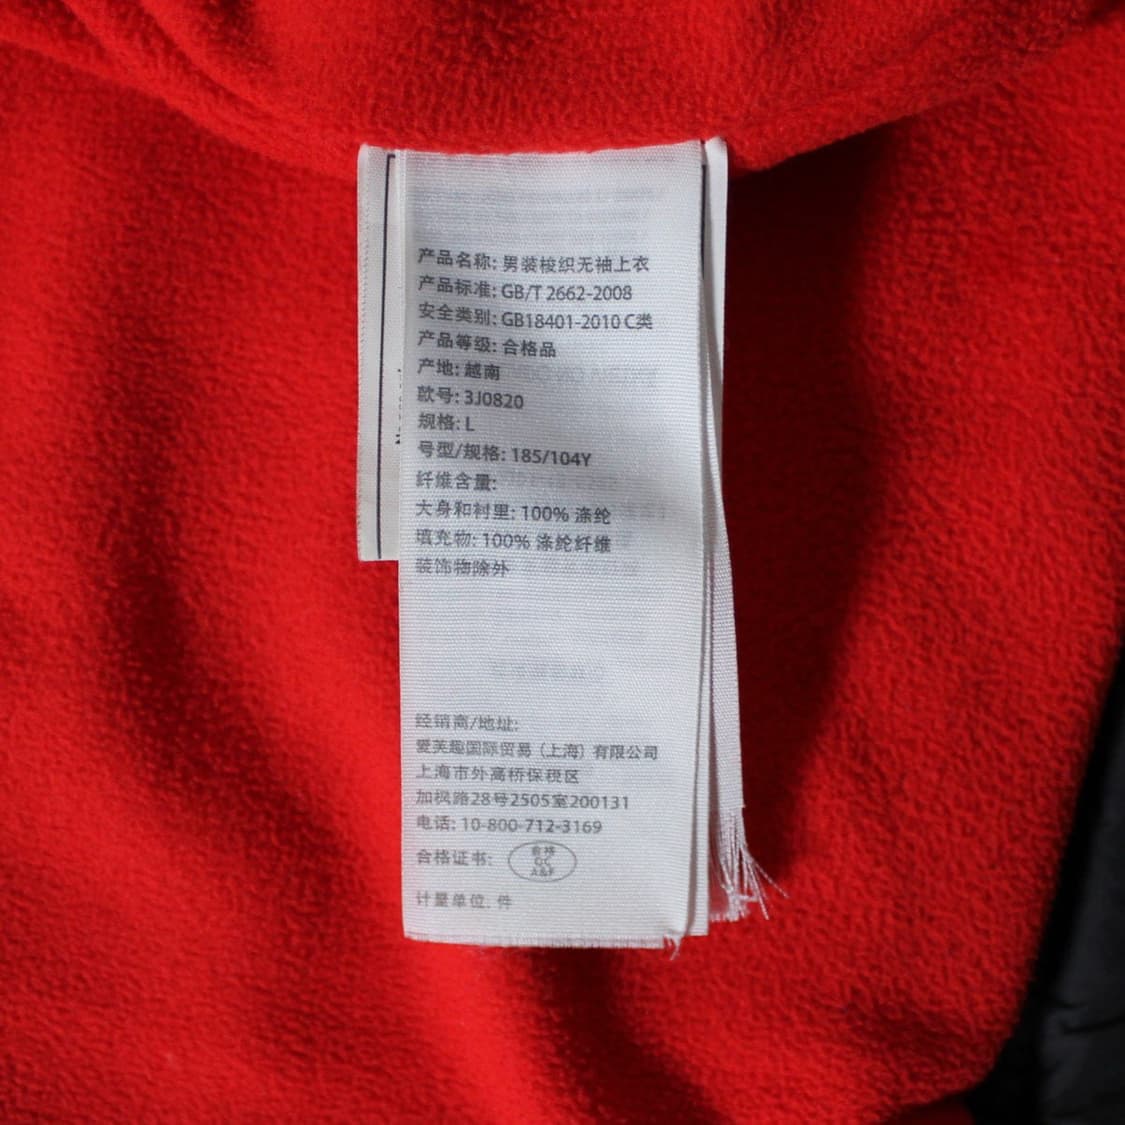 产品名称: 男装梭织无袖上衣
产品标准: GB/T 2662-2008
安全类别: GB18401-2010 C类
产品等级: 合格品
产地: 越南
款号: 3J0820
规格: L
号型/规格: 185/104Y
纤维含量:
大身和衬里: 100% 涤纶
填充物: 100% 涤纶纤维
装饰物除外
经销商/地址:
爱芙趣国际贸易（上海）有限公司
上海市外高桥保税区
加枫路28号2505室200131
电话: 10-800-712-3169
合格证书:
合格
QC
A&F
计量单位. 件